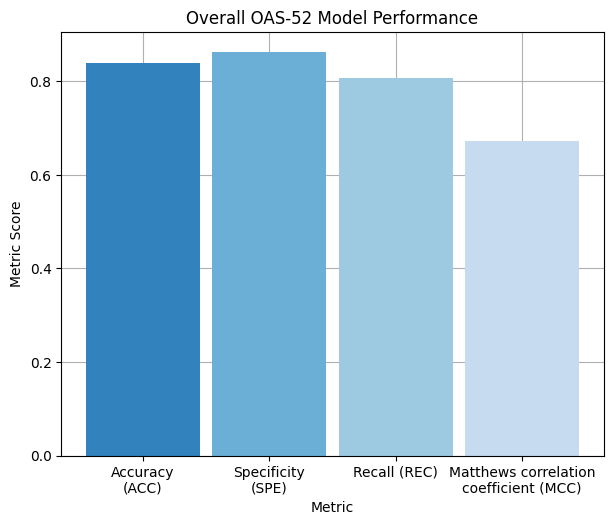 Overall OAS-52 Model Performance
Metric Score
0.8
0.6
0.4
0.2
0.0
Accuracy
(ACC)
Specificity
(SPE)
Recall (REC)
Matthews correlation
coefficient (MCC)
Metric